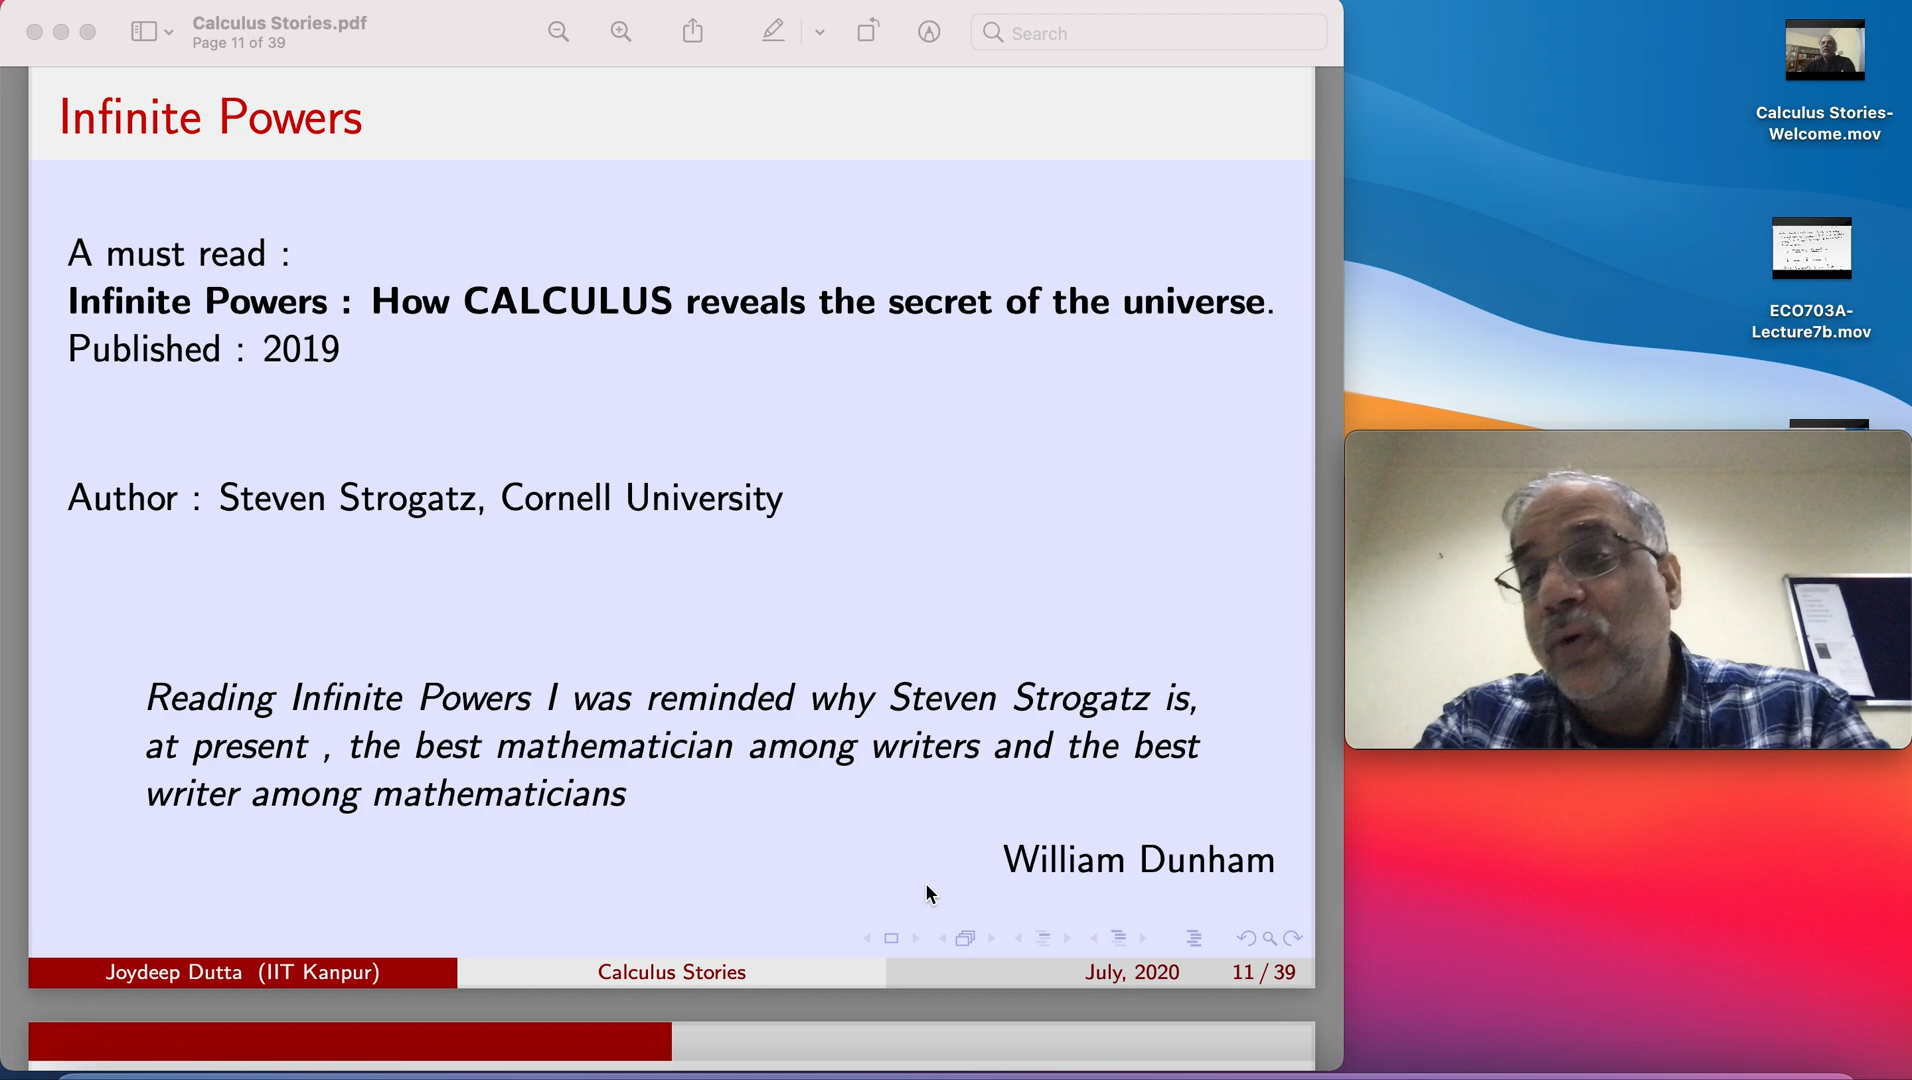 Calculus Stories.pdf
Page 11 of 39
Search
Infinite Powers
A must read :
Infinite Powers : How CALCULUS reveals the secret of the universe.
Published : 2019
Author : Steven Strogatz, Cornell University
Reading Infinite Powers I was reminded why Steven Strogatz is,
at present , the best mathematician among writers and the best
writer among mathematicians
William Dunham
Joydeep Dutta (IIT Kanpur)
Calculus Stories
July, 2020
11 / 39
Calculus Stories-
Welcome.mov
ECO703A-
Lecture7b.mov